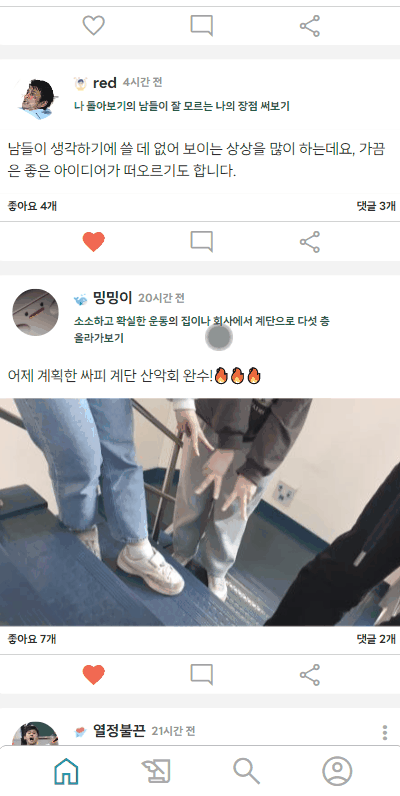 red 4시간 전
나 돌아보기의 남들이 잘 모르는 나의 장점 써보기
남들이 생각하기에 쓸 데 없어 보이는 상상을 많이 하는데요, 가끔
은 좋은 아이디어가 떠오르기도 합니다.
좋아요 4개 댓글 3개
밍밍이 20시간 전
소소하고 확실한 운동의 집이나 회사에서 계단으로 다섯 층
올라가보기
어제 계획한 싸피 계단 산악회 완수!🔥🔥🔥
좋아요 7개 댓글 2개
열정불끈 21시간 전